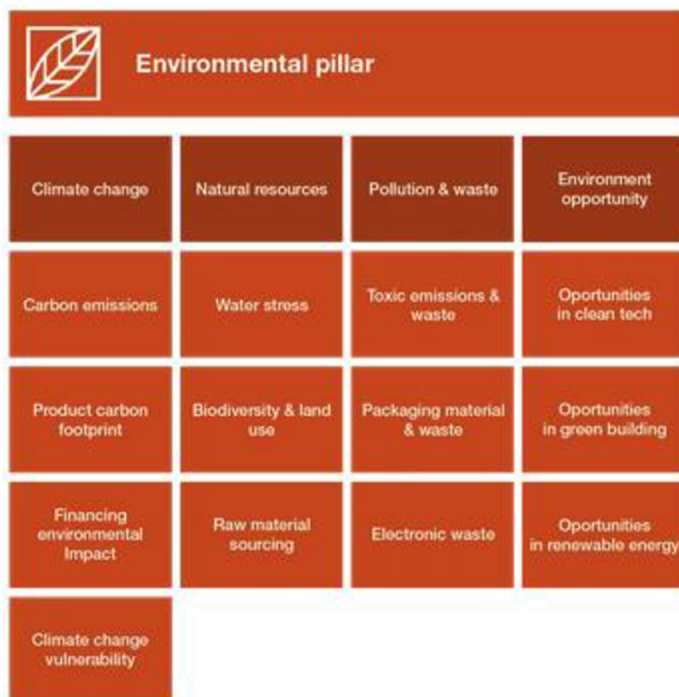 Environmental pillar
Climate change
Natural resources
Pollution & waste
Environment
opportunity
Carbon emissions
Water stress
Toxic emissions &
waste
Oportunities
in clean tech
Product carbon
footprint
Biodiversity & land
use
Packaging material
& waste
Oportunities
in green building
Financing
environmental
Impact
Raw material
sourcing
Electronic waste
Oportunities
in renewable energy
Climate change
vulnerability